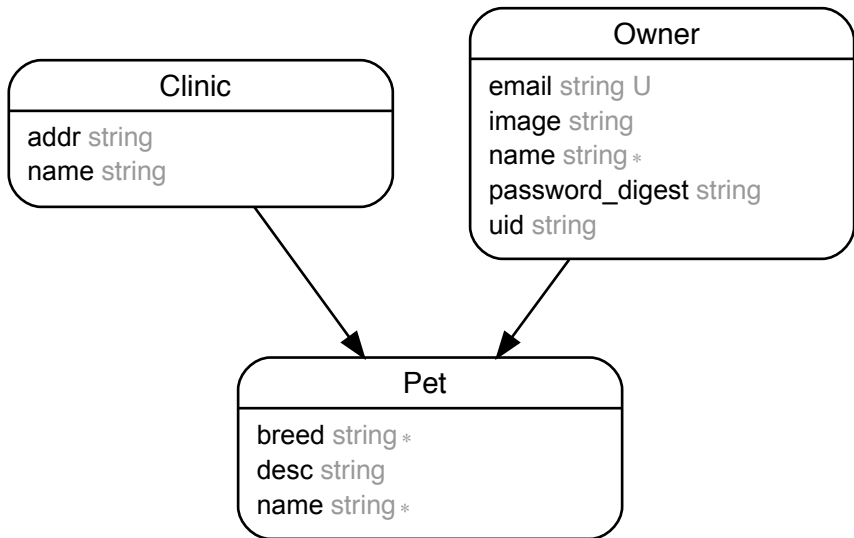 Clinic
addr string
name string
Owner
email string U
image string
name string *
password_digest string
uid string
Pet
breed string *
desc string
name string *